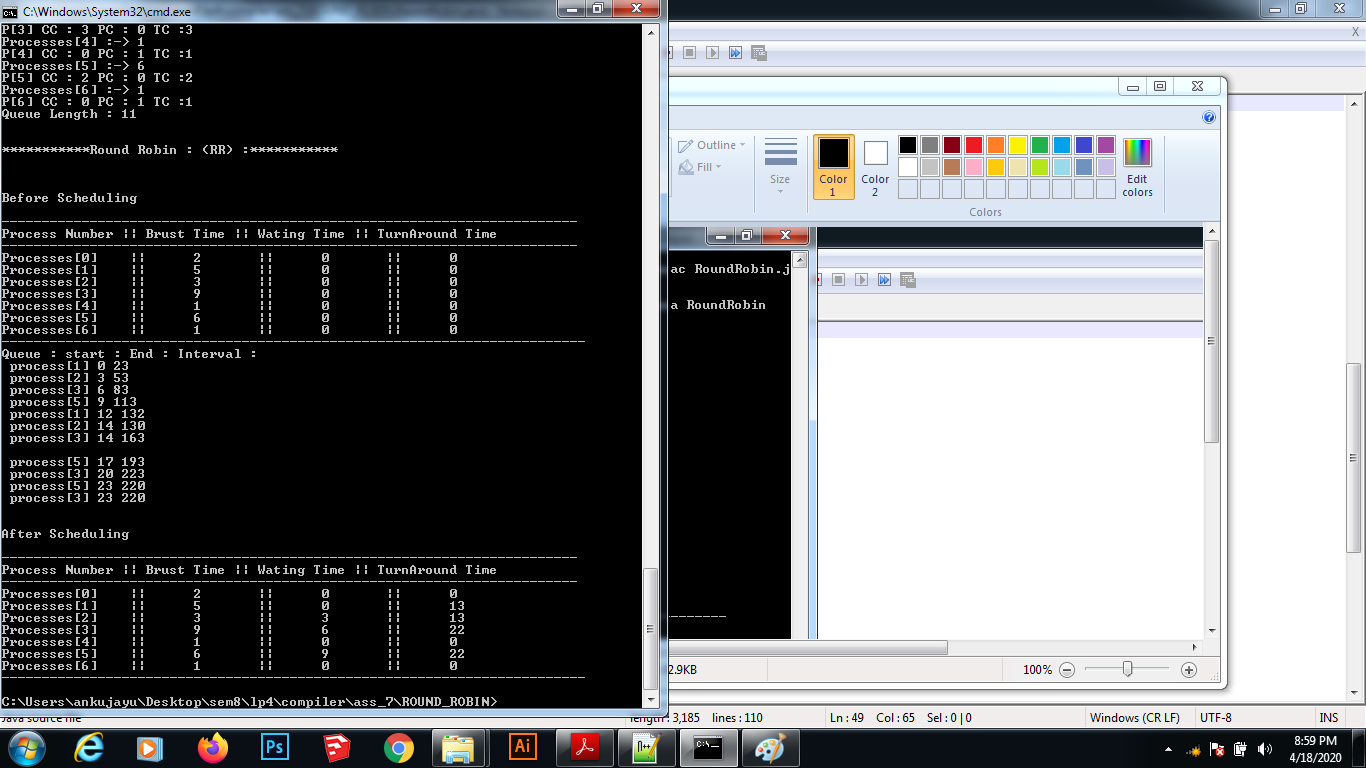 C:\Windows\System32\cmd.exe
P[3] CC : 3 PC : 0 TC :3
Processes[4] :-> 1
P[4] CC : 0 PC : 1 TC :1
Processes[5] :-> 6
P[5] CC : 2 PC : 0 TC :2
Processes[6] :-> 1
P[6] CC : 0 PC : 1 TC :1
Queue Length : 11
***********Round Robin : (RR) :***********
Before Scheduling
Process Number || Brust Time || Wating Time || TurnAround Time
Processes[0] || 2 || 0 || 0
Processes[1] || 5 || 0 || 0
Processes[2] || 3 || 0 || 0
Processes[3] || 9 || 0 || 0
Processes[4] || 1 || 0 || 0
Processes[5] || 6 || 0 || 0
Processes[6] || 1 || 0 || 0
Queue : start : End : Interval :
process[1] 0 23
process[2] 3 53
process[3] 6 83
process[5] 9 113
process[1] 12 132
process[2] 14 130
process[3] 14 163
process[5] 17 193
process[3] 20 223
process[5] 23 220
process[3] 23 220
After Scheduling
Process Number || Brust Time || Wating Time || TurnAround Time
Processes[0] || 2 || 0 || 0
Processes[1] || 5 || 0 || 13
Processes[2] || 3 || 3 || 13
Processes[3] || 9 || 6 || 22
Processes[4] || 1 || 0 || 0
Processes[5] || 6 || 9 || 22
Processes[6] || 1 || 0 || 0
C:\Users\ankujayu\Desktop\sem8\lp4\compiler\ass_7\ROUND_ROBIN>
Outline
Fill
Size
Color 1
Color 2
Edit colors
Colors
ac RoundRobin.j
a RoundRobin
2.9KB
100%
Java source file
length : 3,185 lines : 110
Ln : 49 Col : 65 Sel : 0 | 0
Windows (CR LF)
UTF-8
INS
Ps
Ai
8:59 PM
4/18/2020